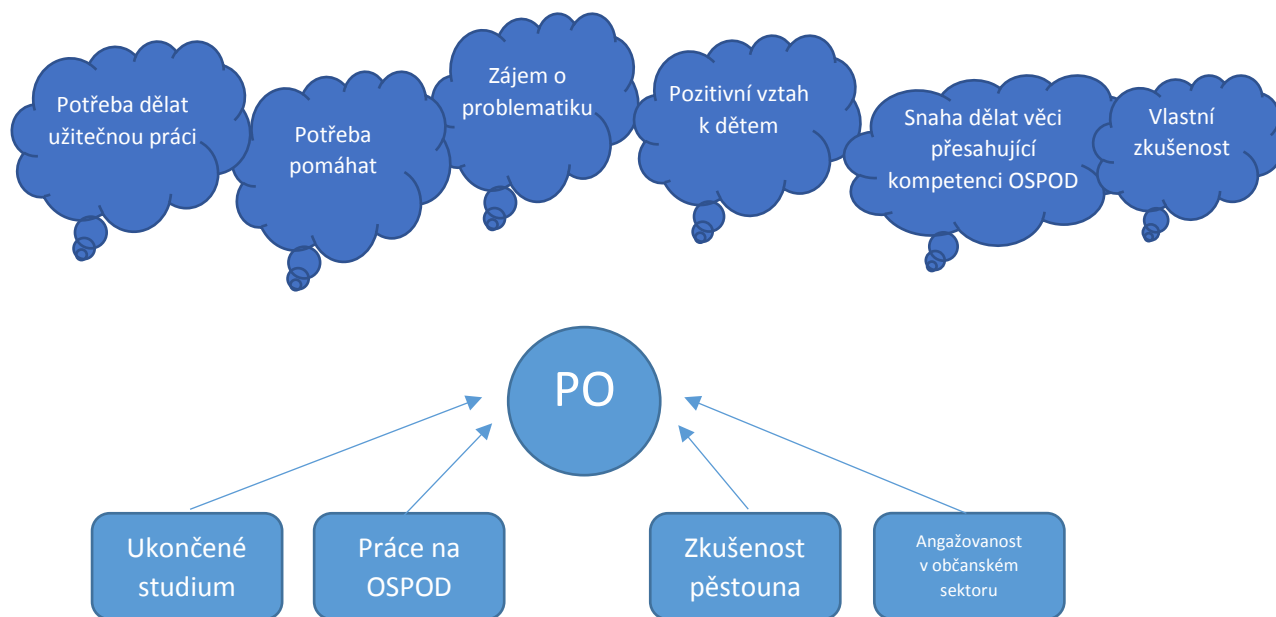 Potřeba dělat
užitečnou práci
Potřeba
pomáhat
Zájem o
problematiku
Pozitivní vztah
k dětem
Snaha dělat věci
přesahující
kompetenci OSPOD
Vlastní
zkušenost
PO
Ukončené
studium
Práce na
OSPOD
Zkušenost
pěstouna
Angažovanost
v občanském
sektoru